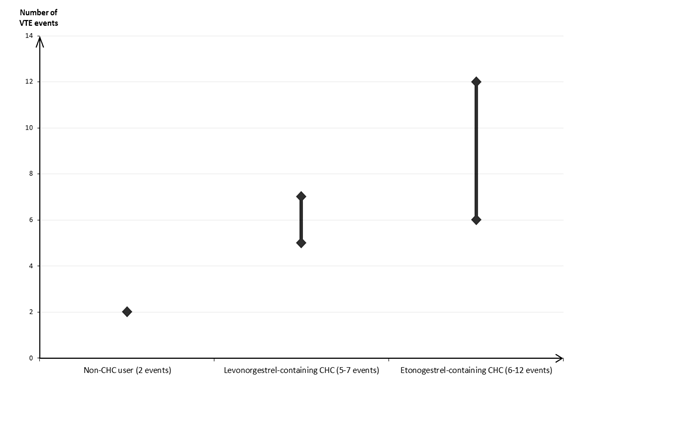 Number of
VTE events
14
12
10
8
6
4
2
0
Non-CHC user (2 events)
Levonorgestrel-containing CHC (5-7 events)
Etonogestrel-containing CHC (6-12 events)